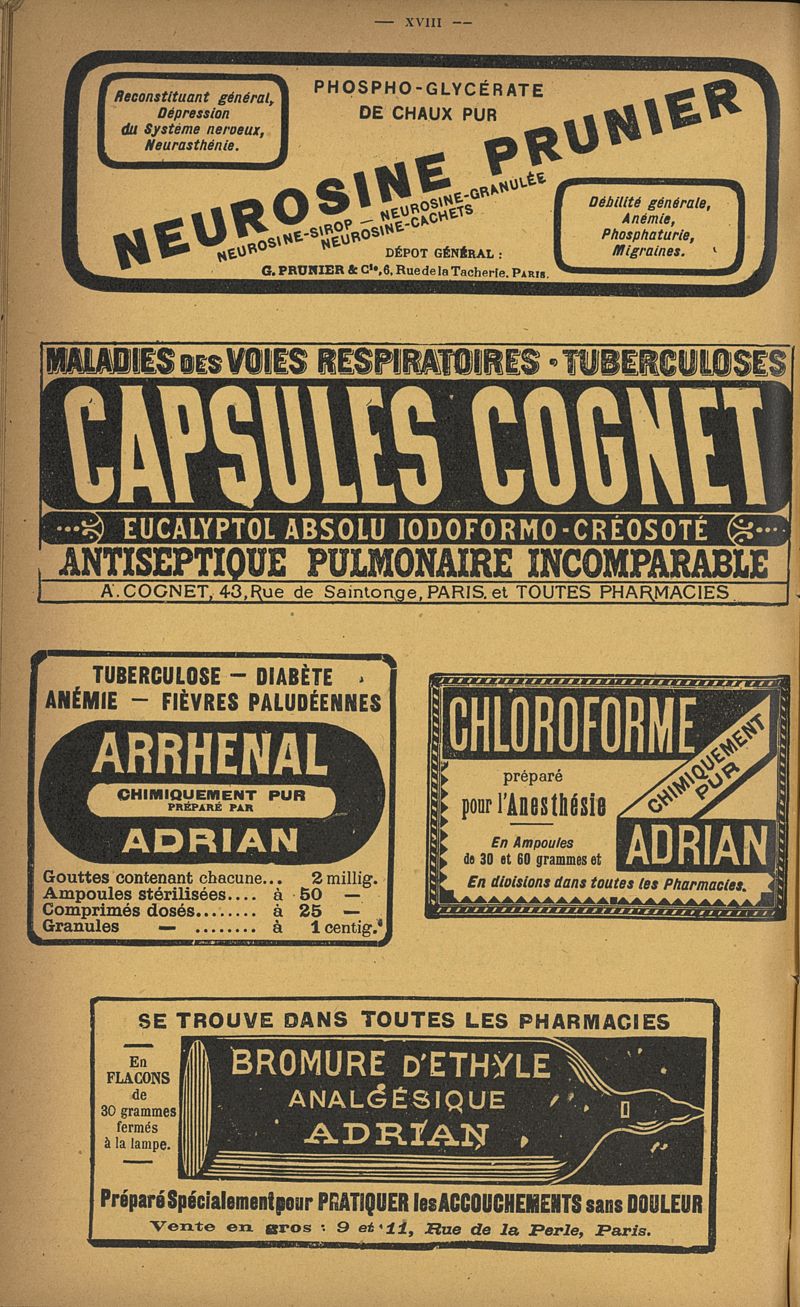 — XVIII —
Reconstituant général,
Dépression
du Système nerveux,
Neurasthénie.
PHOSPHO-GLYCÉRATE
DE CHAUX PUR
NEUROSINE PRUNIER
NEUROSINE-SIROP — NEUROSINE-GRANULÉE
NEUROSINE-CACHETS
Débilité générale,
Anémie,
Phosphaturie,
Migraines.
DÉPOT GÉNÉRAL :
G. PRUNIER & Cie, 6, Rue de la Tacherie. PARIS.
MALADIES DES VOIES RESPIRATOIRES · TUBERCULOSES
CAPSULES COGNET
EUCALYPTOL ABSOLU IODOFORMO-CRÉOSOTÉ
ANTISEPTIQUE PULMONAIRE INCOMPARABLE
A. COGNET, 43, Rue de Saintonge, PARIS. et TOUTES PHARMACIES
TUBERCULOSE — DIABÈTE
ANÉMIE — FIÈVRES PALUDÉENNES
ARRHENAL
CHIMIQUEMENT PUR
PRÉPARÉ PAR
ADRIAN
Gouttes contenant chacune... 2 millig.
Ampoules stérilisées.... à 50 —
Comprimés dosés........ à 25 —
Granules — ........ à 1 centig.
CHLOROFORME
CHIMIQUEMENT
PUR
préparé
pour l'Anesthésie
ADRIAN
En Ampoules
de 30 et 60 grammes et
En divisions dans toutes les Pharmacies.
SE TROUVE DANS TOUTES LES PHARMACIES
En
FLACONS
de
30 grammes
fermés
à la lampe.
BROMURE D'ETHYLE
ANALGÉSIQUE
ADRIAN
Préparé Spécialement pour PRATIQUER les ACCOUCHEMENTS sans DOULEUR
Vente en gros : 9 et 11, Rue de la Perle, Paris.